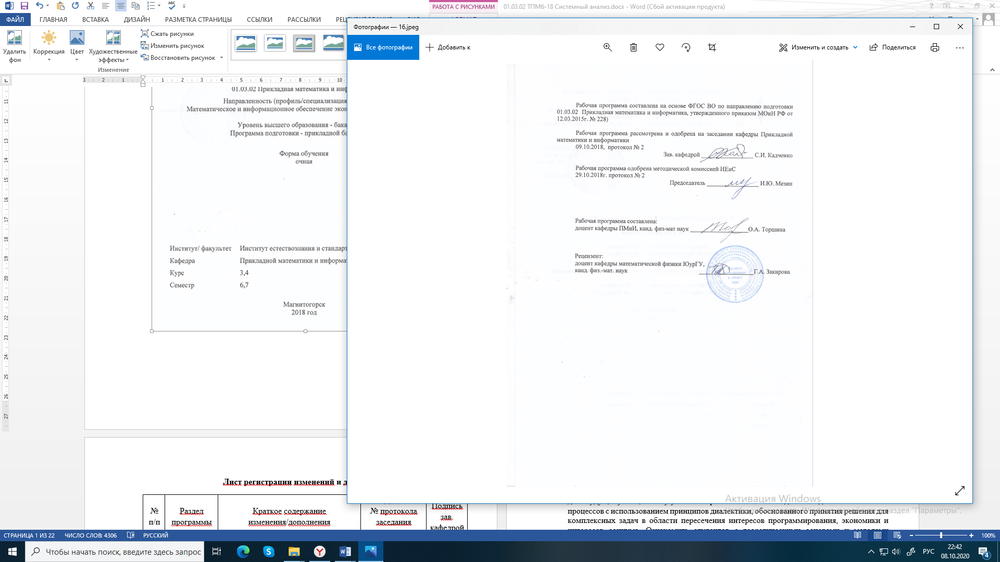 РАБОТА С РИСУНКАМИ
01.03.02 ТПМб-18 Системный анализ.docx - Word (Сбой активации продукта)
ФАЙЛ ГЛАВНАЯ ВСТАВКА ДИЗАЙН РАЗМЕТКА СТРАНИЦЫ ССЫЛКИ РАССЫЛКИ
Удалить фон
Коррекция
Цвет
Художественные эффекты
Сжать рисунки
Изменить рисунок
Восстановить рисунок
Изменение
01.03.02 Прикладная математика и инф
Направленность (профиль/специализация
Математическое и информационное обеспечение экон
Уровень высшего образования - бака
Программа подготовки - прикладной ба
Форма обучения
очная
Институт/ факультет Институт естествознания и стандарт
Кафедра Прикладной математики и информат
Курс 3,4
Семестр 6,7
Магнитогорск
2018 год
Лист регистрации изменений и д
№ п/п
Раздел программы
Краткое содержание изменения/дополнения
№ протокола заседания
Подпись зав. кафедрой
Фотографии — 16.jpeg
Все фотографии
Добавить к
Изменить и создать
Поделиться
Рабочая программа составлена на основе ФГОС ВО по направлению подготовки
01.03.02 Прикладная математика и информатика, утвержденного приказом МОиН РФ от
12.03.2015г. № 228)
Рабочая программа рассмотрена и одобрена на заседании кафедры Прикладной
математики и информатики
09.10.2018, протокол № 2
Зав. кафедрой С.И. Кадченко
Рабочая программа одобрена методической комиссией ИЕиС
29.10.2018г. протокол № 2
Председатель И.Ю. Мезин
Рабочая программа составлена:
доцент кафедры ПМиИ, канд. физ-мат наук О.А. Торшина
Рецензент:
доцент кафедры математической физики ЮурГУ,
канд. физ.-мат. наук Г.А. Закирова
Активация Windows
процессов с использованием принципов диалектики, обоснованного принятия решения для
комплексных задач в области пересечения интересов программирования, экономики и
СТРАНИЦА 1 ИЗ 22 ЧИСЛО СЛОВ: 4306 РУССКИЙ
100%
Чтобы начать поиск, введите здесь запрос
РУС
22:42
08.10.2020
4